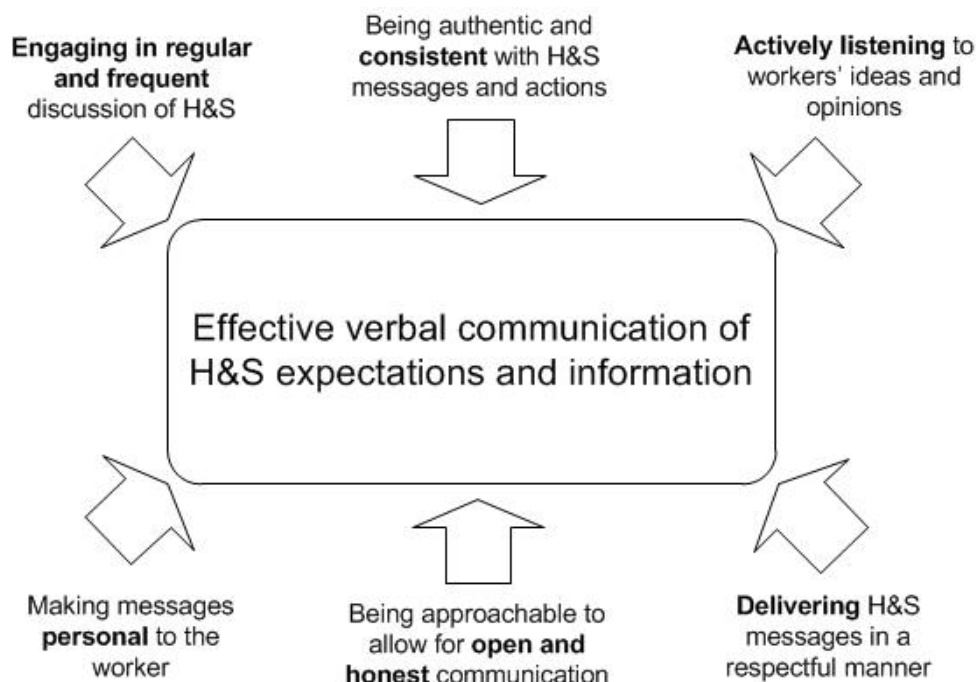 Engaging in regular
and frequent
discussion of H&S
Being authentic and
consistent with H&S
messages and actions
Actively listening to
workers' ideas and
opinions
Effective verbal communication of
H&S expectations and information
Making messages
personal to the
worker
Being approachable to
allow for open and
honest communication
Delivering H&S
messages in a
respectful manner